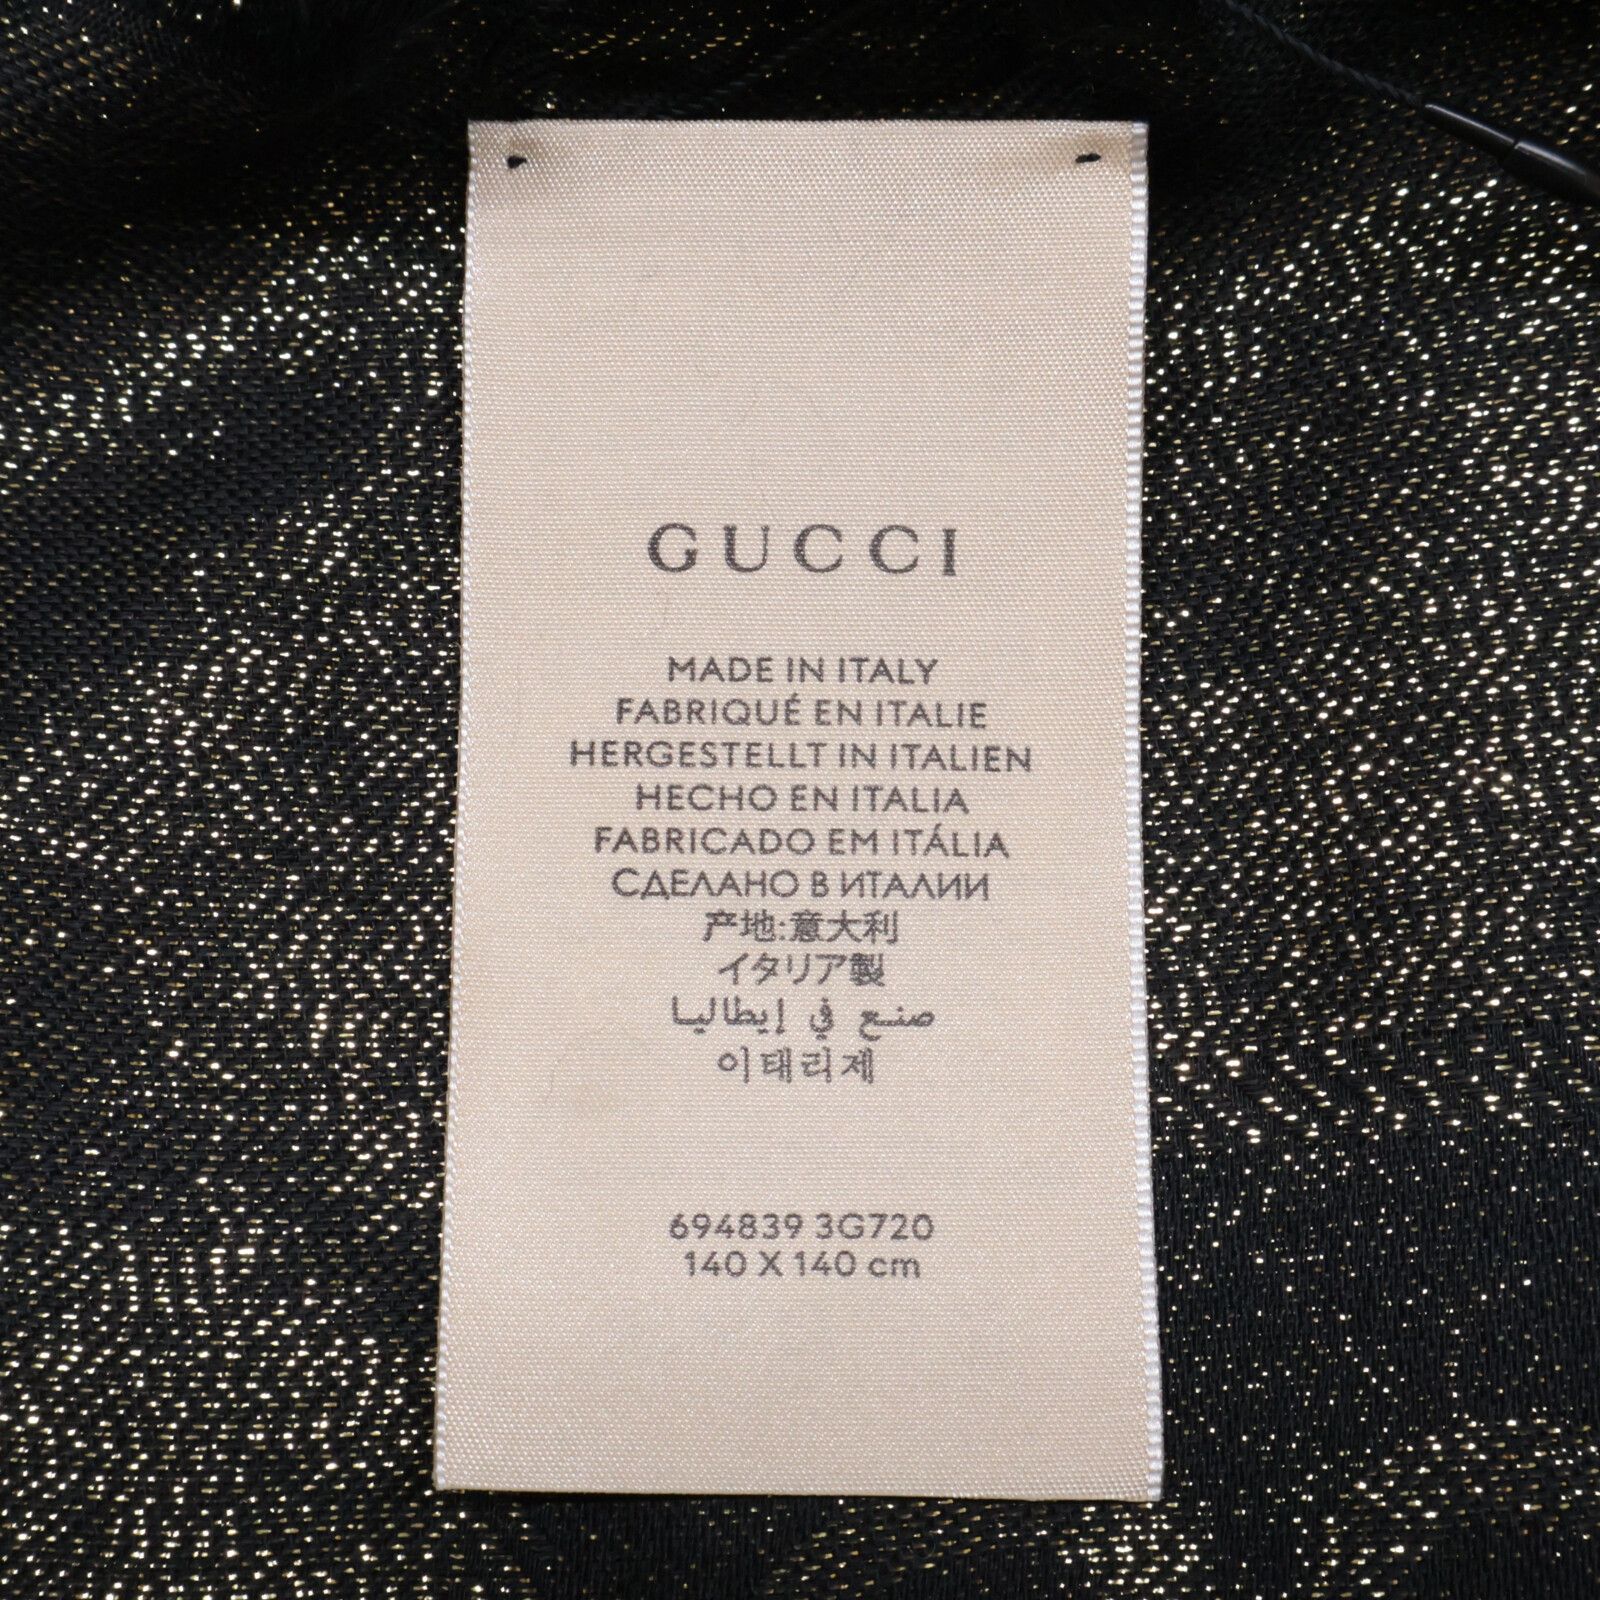 GUCCI
MADE IN ITALY
FABRIQUÉ EN ITALIE
HERGESTELLT IN ITALIEN
HECHO EN ITALIA
FABRICADO EM ITÁLIA
СДЕЛАНО В ИТАЛИИ
产地:意大利
イタリア製
صنع في إيطاليا
이태리제
694839 3G720
140 X 140 cm